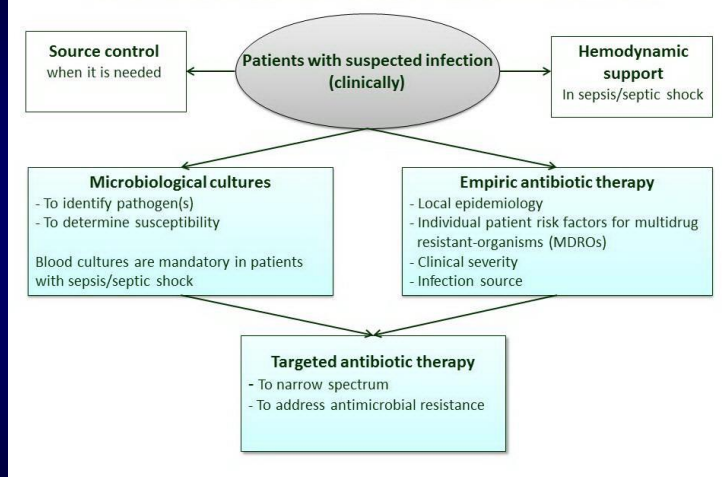 Source control
when it is needed
Patients with suspected infection
(clinically)
Hemodynamic
support
In sepsis/septic shock
Microbiological cultures
- To identify pathogen(s)
- To determine susceptibility
Blood cultures are mandatory in patients
with sepsis/septic shock
Empiric antibiotic therapy
- Local epidemiology
- Individual patient risk factors for multidrug
resistant-organisms (MDROs)
- Clinical severity
- Infection source
Targeted antibiotic therapy
- To narrow spectrum
- To address antimicrobial resistance